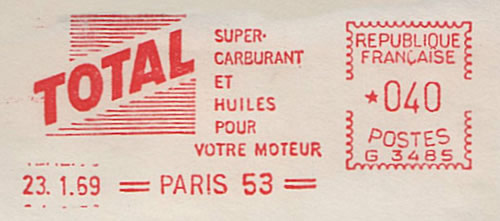 TOTAL
SUPER-
CARBURANT
ET
HUILES
POUR
VOTRE MOTEUR
REPUBLIQUE
FRANÇAISE
*040
POSTES
G 3485
23.1.69 = PARIS 53 =